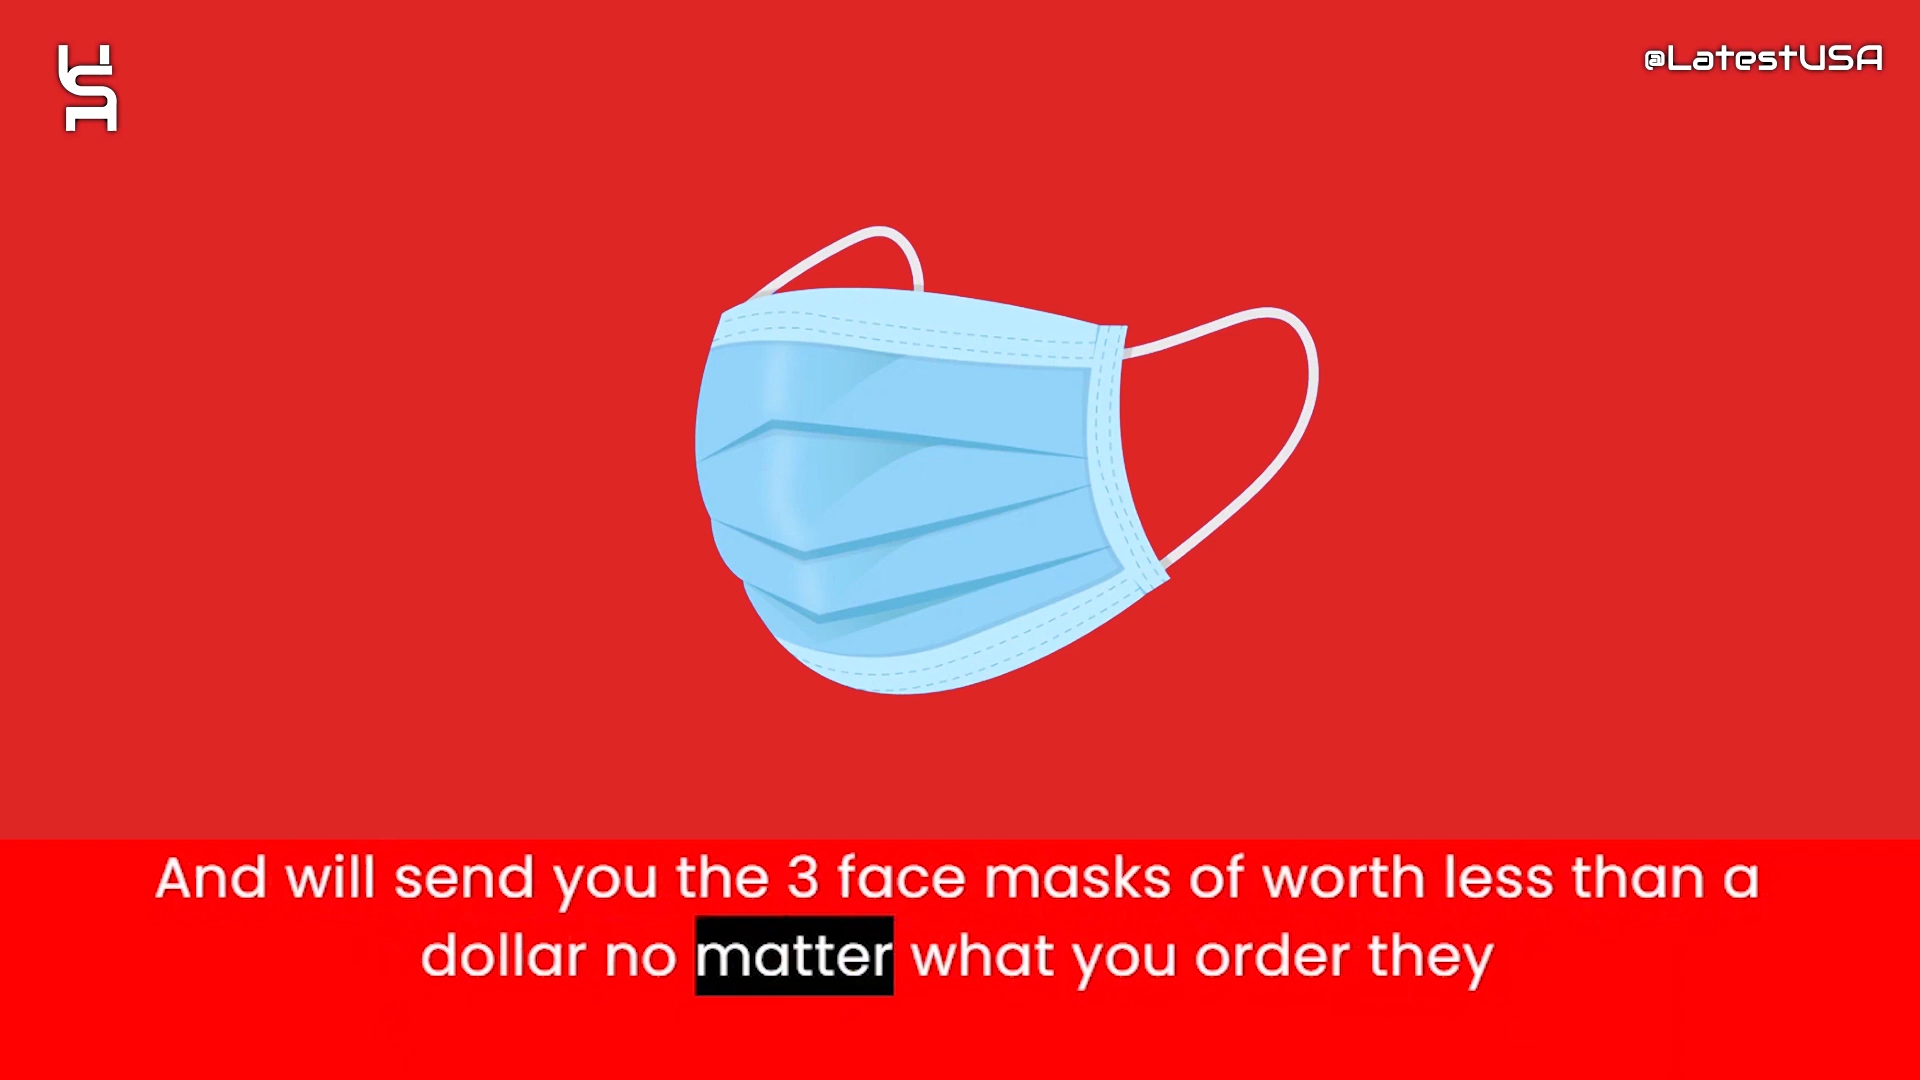 USA
@LatestUSA
And will send you the 3 face masks of worth less than a
dollar no matter what you order they